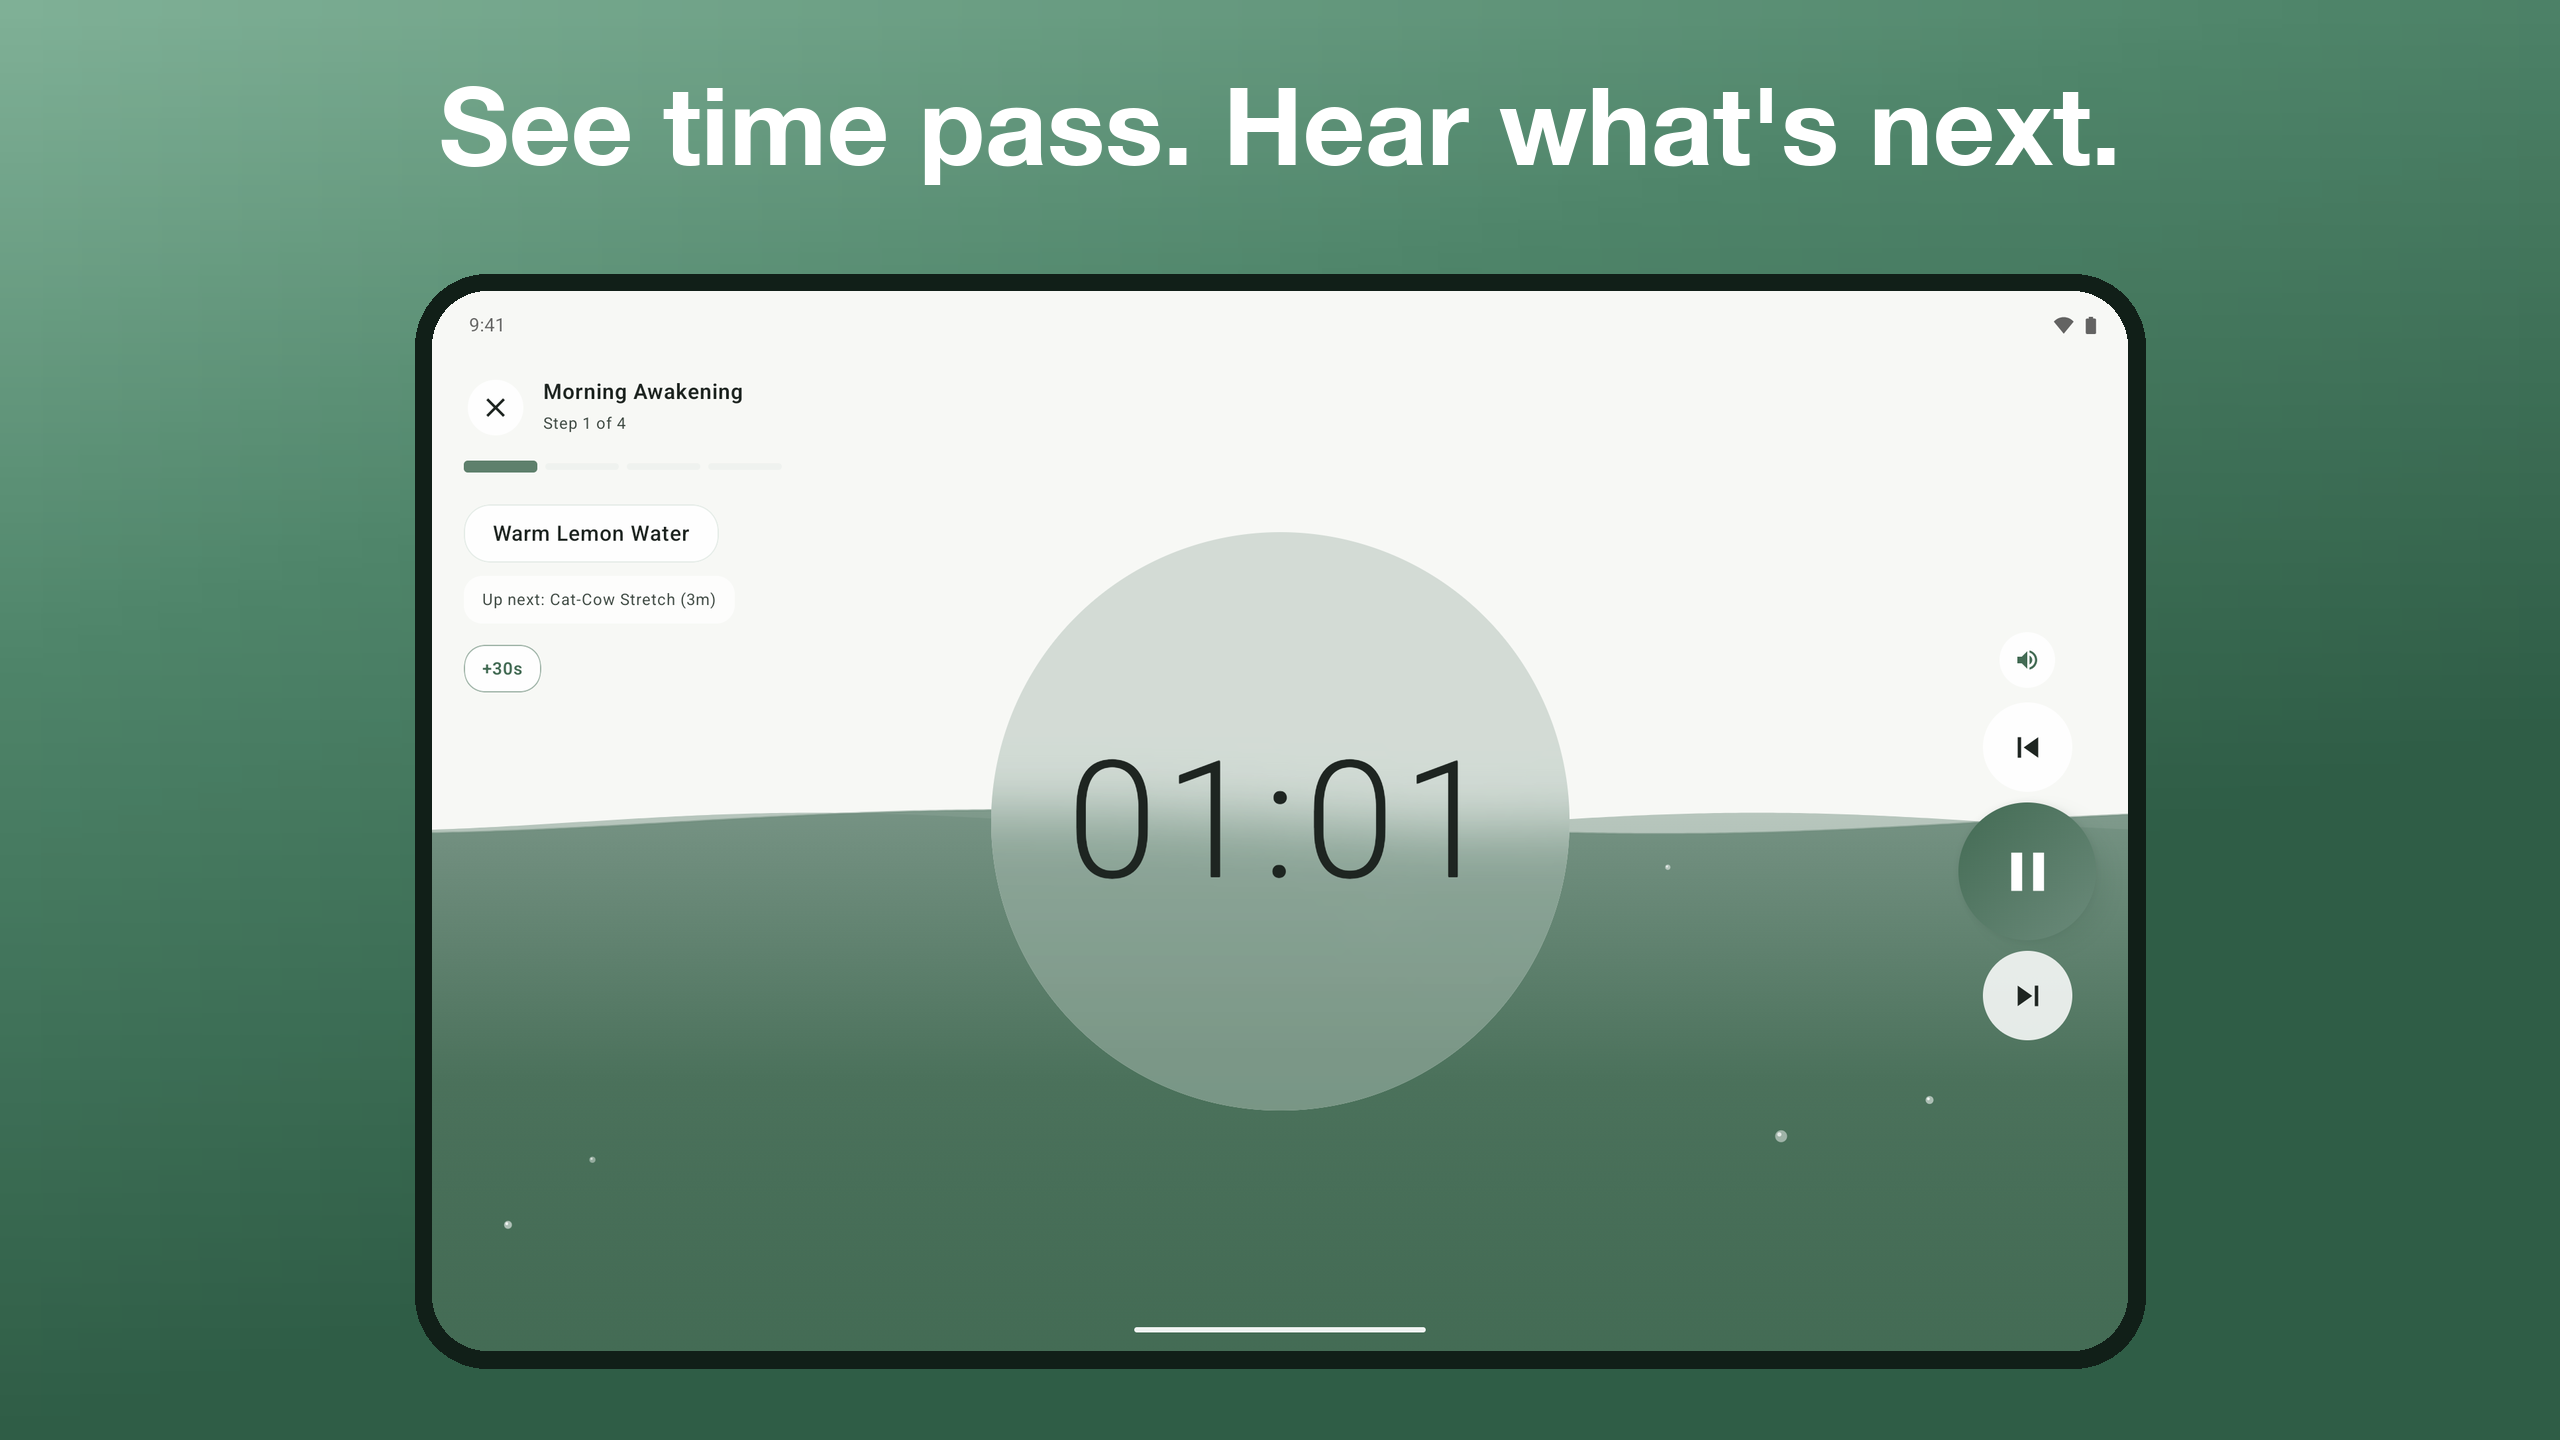 See time pass. Hear what's next.
9:41
Morning Awakening
Step 1 of 4
Warm Lemon Water
Up next: Cat-Cow Stretch (3m)
+30s
01:01